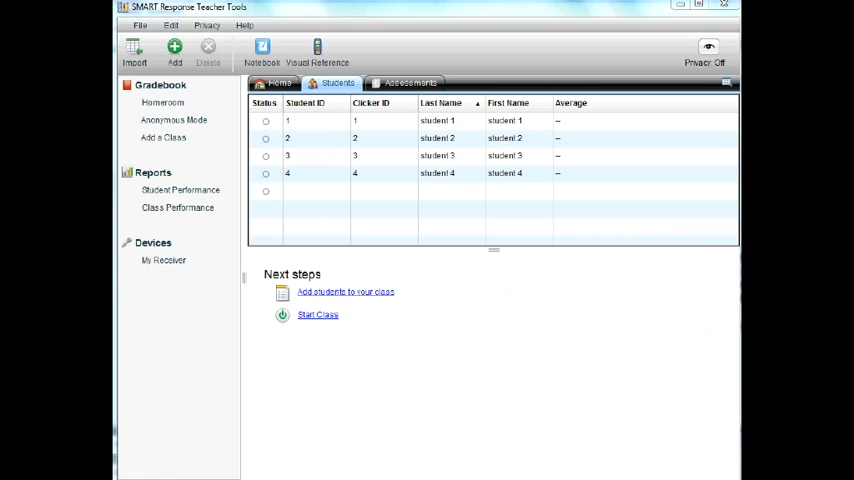 SMART Response Teacher Tools
File Edit Privacy Help
Import Add Delete Notebook Visual Reference Privacy: Off
Gradebook
Homeroom
Anonymous Mode
Add a Class
Reports
Student Performance
Class Performance
Devices
My Receiver
Home Students Assessments
Status Student ID Clicker ID Last Name First Name Average
1 1 student 1 student 1 --
2 2 student 2 student 2 --
3 3 student 3 student 3 --
4 4 student 4 student 4 --
Next steps
Add students to your class
Start Class